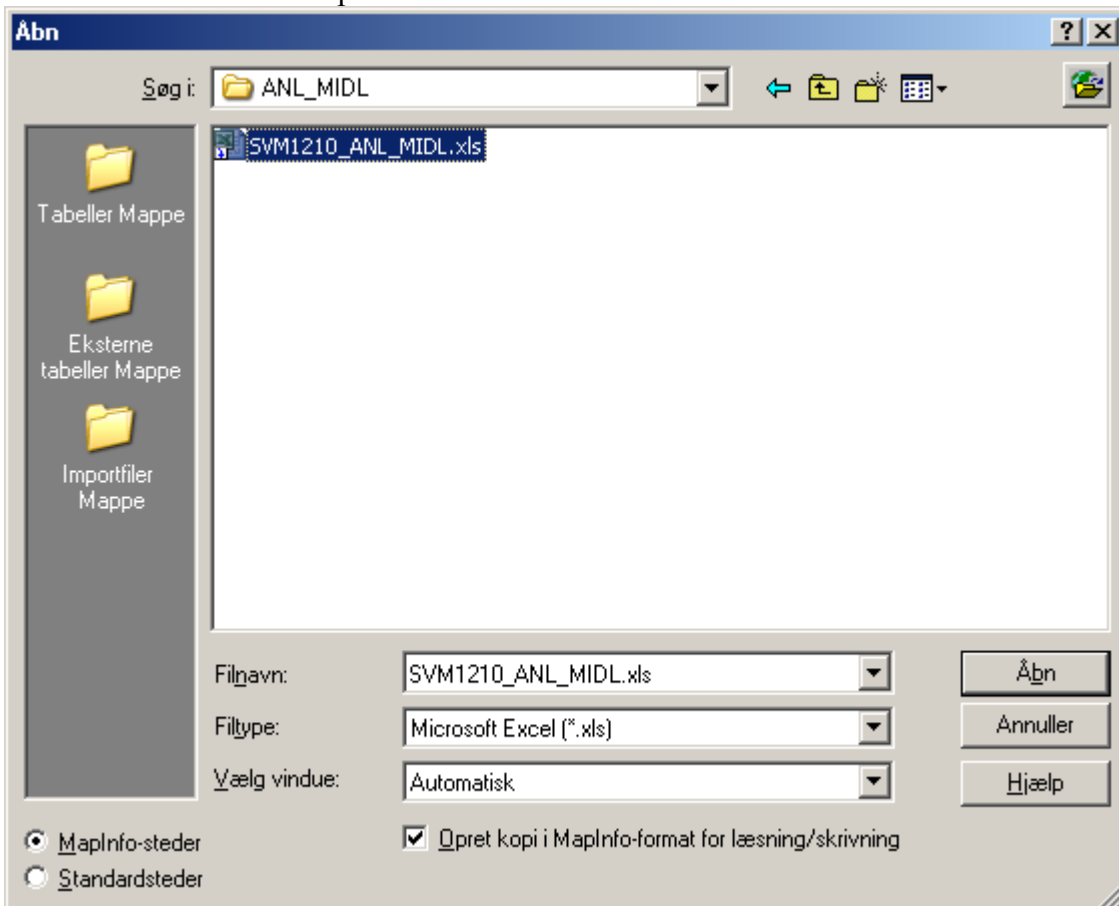 Åbn
Søg i:
ANL_MIDL
SVM1210_ANL_MIDL.xls
Tabeller Mappe
Eksterne
tabeller Mappe
Importfiler
Mappe
Filnavn:
SVM1210_ANL_MIDL.xls
Åbn
Filtype:
Microsoft Excel (*.xls)
Annuller
Vælg vindue:
Automatisk
Hjælp
MapInfo-steder
Opret kopi i MapInfo-format for læsning/skrivning
Standardsteder